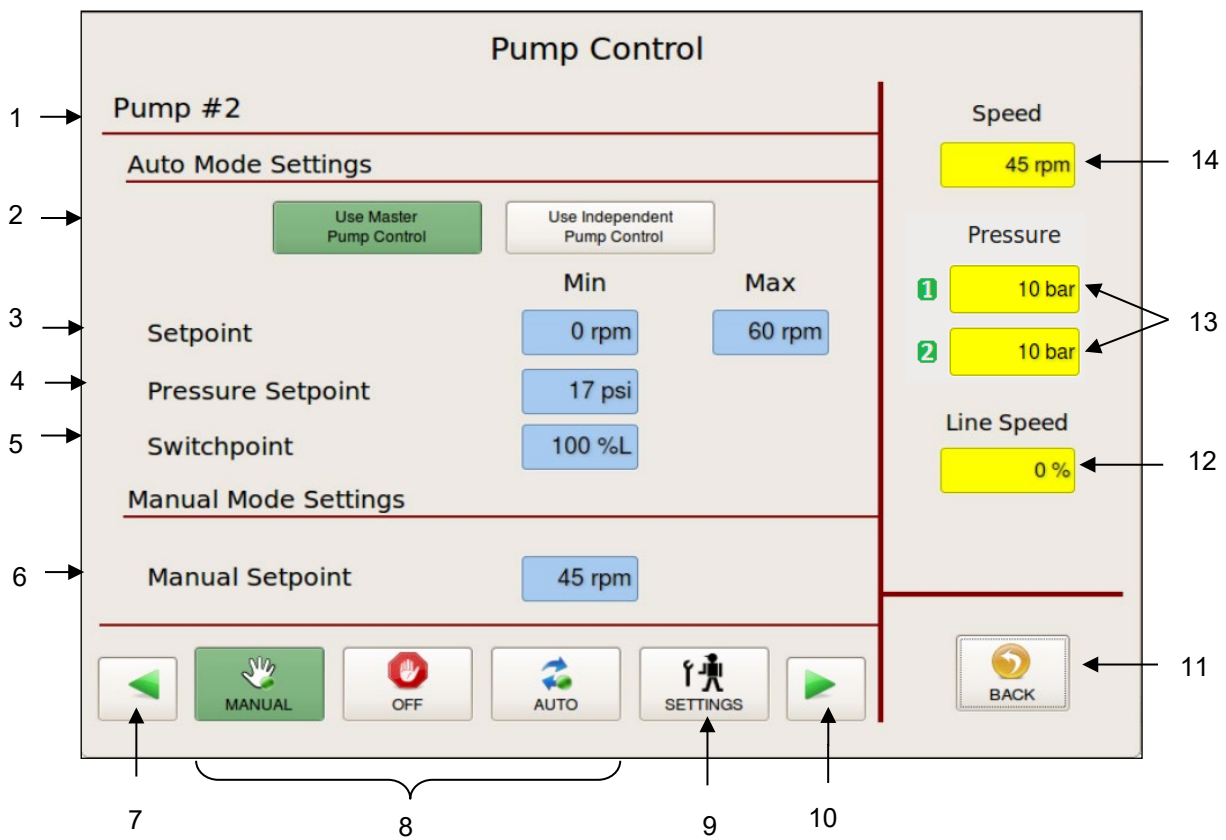 Pump Control
1
Pump #2
Speed
Auto Mode Settings
45 rpm
14
2
Use Master
Pump Control
Use Independent
Pump Control
Pressure
Min
Max
1
10 bar
3
Setpoint
0 rpm
60 rpm
13
2
10 bar
4
Pressure Setpoint
17 psi
Line Speed
5
Switchpoint
100 %L
0 %
12
Manual Mode Settings
6
Manual Setpoint
45 rpm
MANUAL
OFF
AUTO
SETTINGS
BACK
11
7
8
9
10